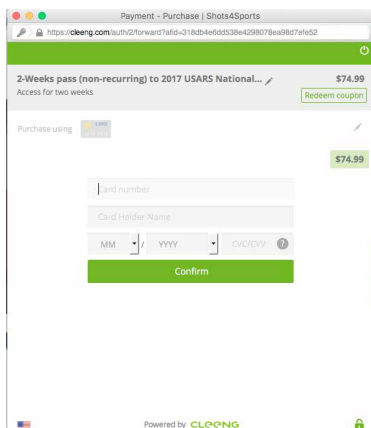 Payment - Purchase | Shots4Sports
https://cleeng.com/auth/2/forward?afid=318db4e6dd538e4298078ea98d7efe52
2-Weeks pass (non-recurring) to 2017 USARS National...
$74.99
Access for two weeks
Redeem coupon
Purchase using
$74.99
Card number
Card Holder Name
MM / YYYY CVC/CVV ?
Confirm
Powered by CLEENG